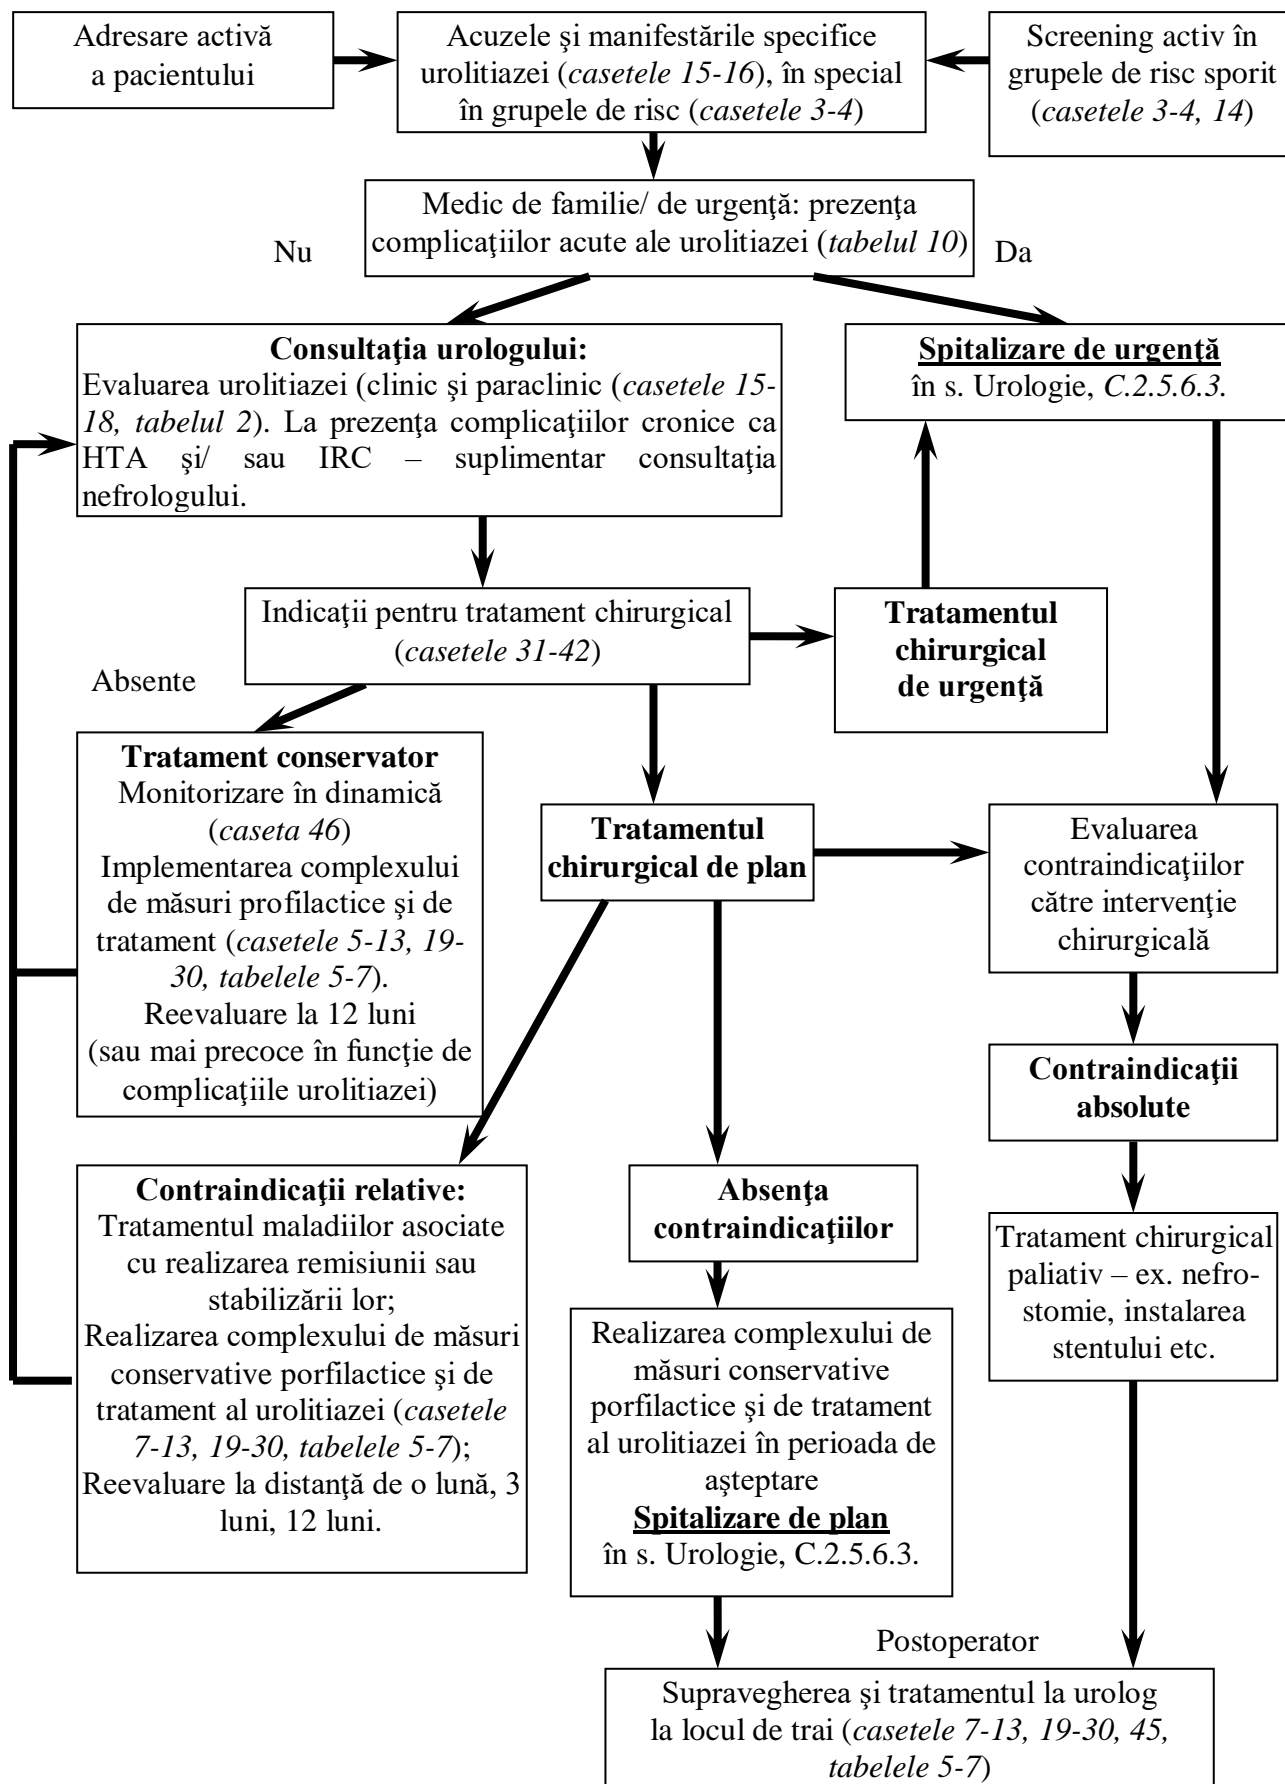 Adresare activă
a pacientului
Acuzele şi manifestările specifice
urolitiazei (casetele 15-16), în special
în grupele de risc (casetele 3-4)
Screening activ în
grupele de risc sporit
(casetele 3-4, 14)
Medic de familie/ de urgenţă: prezenţa
complicaţiilor acute ale urolitiazei (tabelul 10)
Nu
Da
Consultaţia urologului:
Evaluarea urolitiazei (clinic şi paraclinic (casetele 15-
18, tabelul 2). La prezenţa complicaţiilor cronice ca
HTA şi/ sau IRC – suplimentar consultaţia
nefrologului.
Spitalizare de urgenţă
în s. Urologie, C.2.5.6.3.
Indicaţii pentru tratament chirurgical
(casetele 31-42)
Tratamentul
chirurgical
de urgenţă
Absente
Tratament conservator
Monitorizare în dinamică
(caseta 46)
Implementarea complexului
de măsuri profilactice şi de
tratament (casetele 5-13, 19-
30, tabelele 5-7).
Reevaluare la 12 luni
(sau mai precoce în funcţie de
complicaţiile urolitiazei)
Tratamentul
chirurgical de plan
Evaluarea
contraindicaţiilor
către intervenţie
chirurgicală
Contraindicaţii
absolute
Contraindicaţii relative:
Tratamentul maladiilor asociate
cu realizarea remisiunii sau
stabilizării lor;
Realizarea complexului de măsuri
conservative porfilactice şi de
tratament al urolitiazei (casetele
7-13, 19-30, tabelele 5-7);
Reevaluare la distanţă de o lună, 3
luni, 12 luni.
Absenţa
contraindicaţiilor
Tratament chirurgical
paliativ – ex. nefro-
stomie, instalarea
stentului etc.
Realizarea complexului de
măsuri conservative
porfilactice şi de tratament
al urolitiazei în perioada de
aşteptare
Spitalizare de plan
în s. Urologie, C.2.5.6.3.
Postoperator
Supravegherea şi tratamentul la urolog
la locul de trai (casetele 7-13, 19-30, 45,
tabelele 5-7)